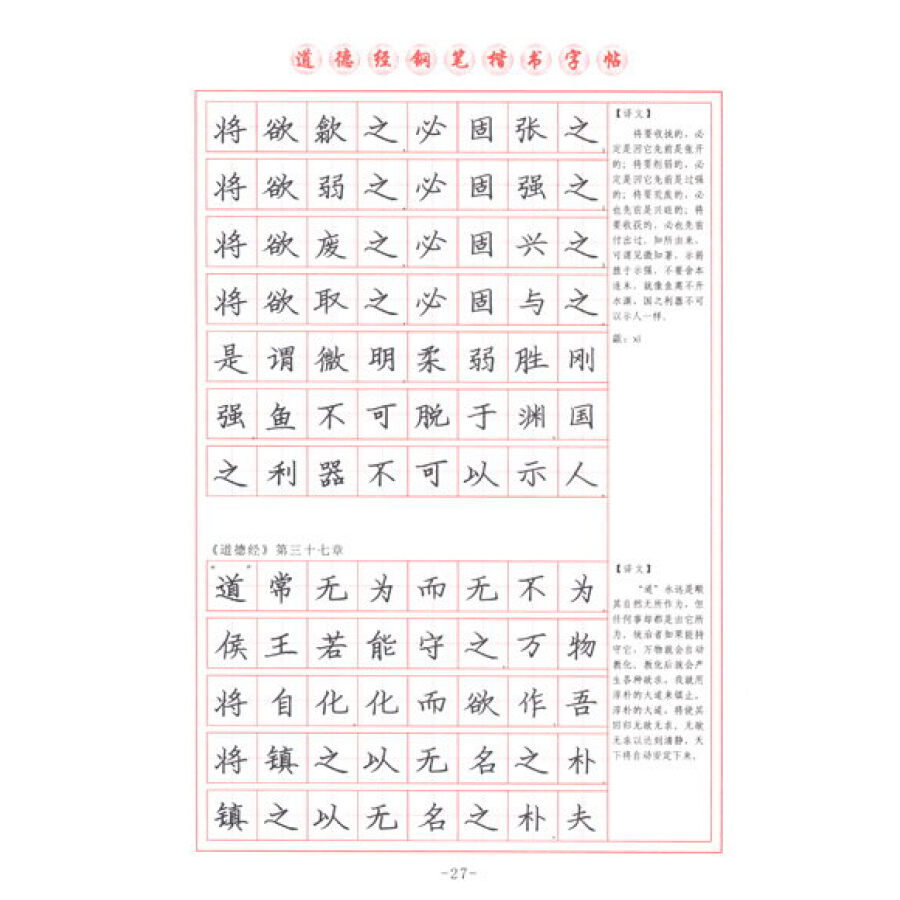 道德经钢笔楷书字帖
将欲歙之必固张之
将欲弱之必固强之
将欲废之必固兴之
将欲取之必固与之
是谓微明柔弱胜刚
强鱼不可脱于渊国
之利器不可以示人
【译文】
将要收拢的，必
定是因它先前是张开
的；将要削弱的，必
定是因它先前是过强
的；将要荒废的，必
也先前是兴旺的；将
要收获的，必也先前
付出过。知所由来，
可谓见微知著，示弱
胜于示强，不要舍本
逐末，就像鱼离不开
水渊，国之利器不可
以示人一样。
歙：xī
《道德经》第三十七章
道常无为而无不为
侯王若能守之万物
将自化化而欲作吾
将镇之以无名之朴
镇之以无名之朴夫
【译文】
“道”永远是顺
其自然无所作为，但
任何事却都是由它所
为。统治者如果能持
守它，万物就会自动
教化。教化后就会产
生各种欲求，我就用
淳朴的大道来镇止。
淳朴的大道，将使其
回归无欲无求，无欲
无求以达到清静，天
下将自动安定下来。
-27-